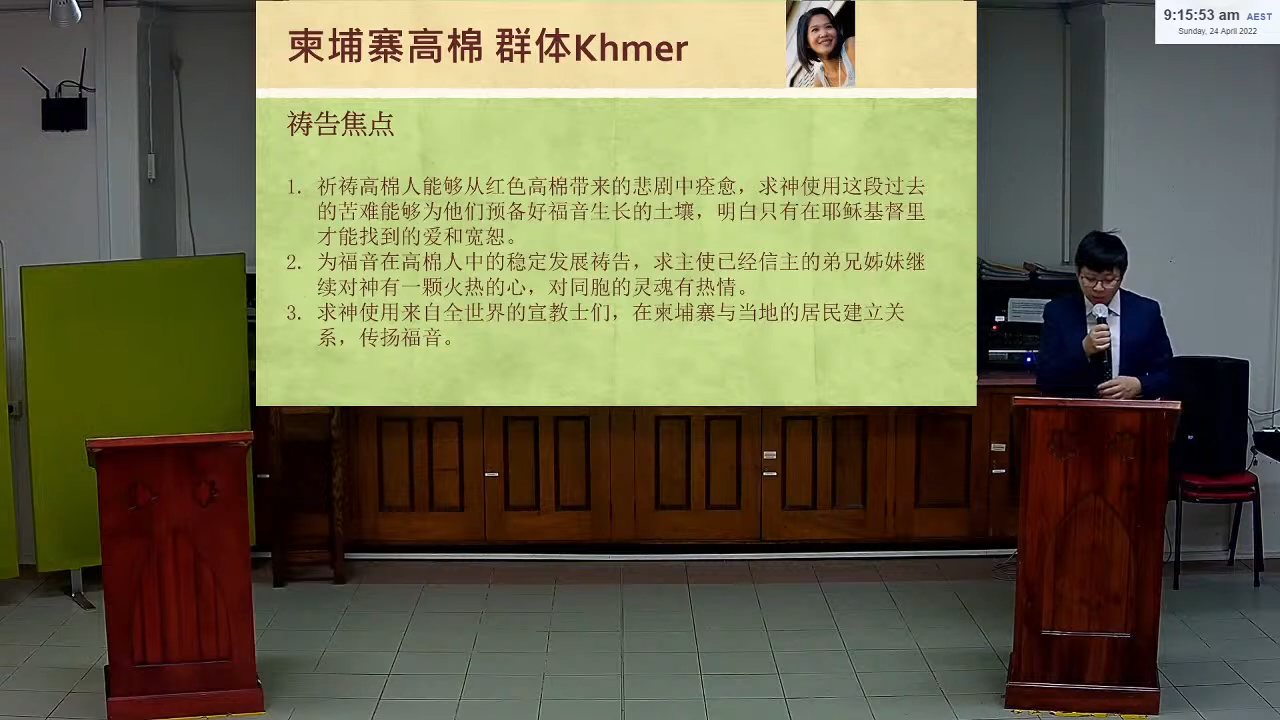 柬埔寨高棉 群体Khmer
9:15:53 am AEST
Sunday, 24 April 2022
祷告焦点
1. 祈祷高棉人能够从红色高棉带来的悲剧中痊愈，求神使用这段过去
的苦难能够为他们预备好福音生长的土壤，明白只有在耶稣基督里
才能找到的爱和宽恕。
2. 为福音在高棉人中的稳定发展祷告，求主使已经信主的弟兄姊妹继
续对神有一颗火热的心，对同胞的灵魂有热情。
3. 求神使用来自全世界的宣教士们，在柬埔寨与当地的居民建立关
系，传扬福音。